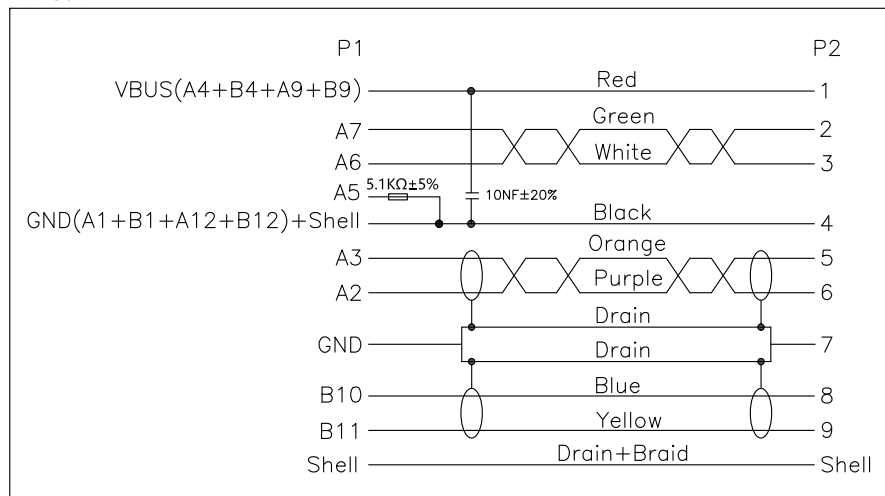 P1 P2
VBUS(A4+B4+A9+B9) Red 1
Green
A7 2
A6 White 3
A5 5.1KΩ±5% 10NF±20%
GND(A1+B1+A12+B12)+Shell Black 4
Orange
A3 5
A2 Purple 6
Drain
GND 7
Drain
B10 Blue 8
B11 Yellow 9
Shell Drain+Braid Shell